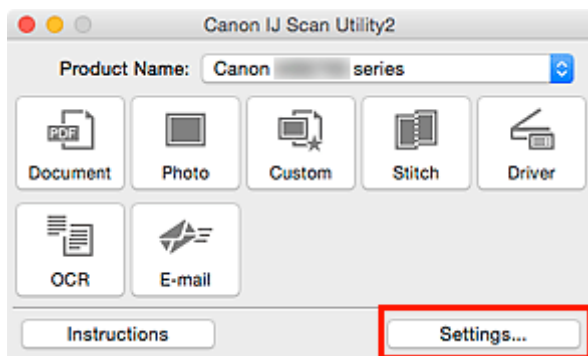 Canon IJ Scan Utility2
Product Name: Canon series
PDF
Document Photo Custom Stitch Driver
OCR E-mail
Instructions Settings...